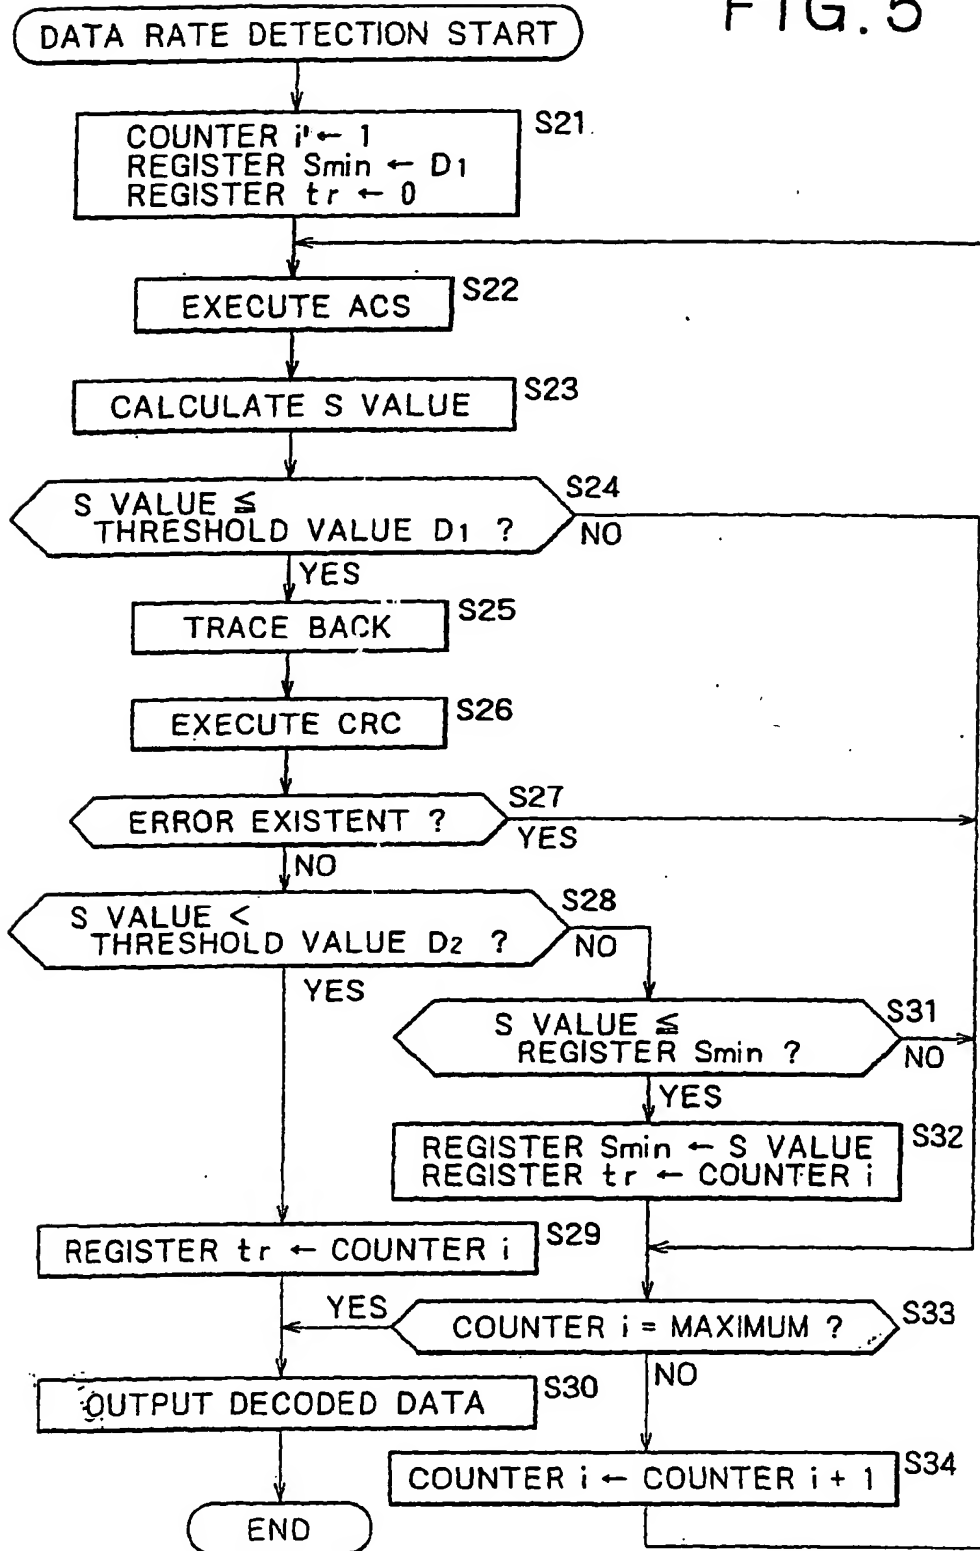 FIG. 5
DATA RATE DETECTION START
COUNTER i ← 1
REGISTER Smin ← D1
REGISTER tr ← 0
S21
EXECUTE ACS
S22
CALCULATE S VALUE
S23
S VALUE ≦
THRESHOLD VALUE D1 ?
S24
NO
YES
TRACE BACK
S25
EXECUTE CRC
S26
ERROR EXISTENT ?
S27
YES
NO
S VALUE <
THRESHOLD VALUE D2 ?
S28
NO
YES
S VALUE ≦
REGISTER Smin ?
S31
NO
YES
REGISTER Smin ← S VALUE
REGISTER tr ← COUNTER i
S32
REGISTER tr ← COUNTER i
S29
YES
COUNTER i = MAXIMUM ?
S33
NO
OUTPUT DECODED DATA
S30
COUNTER i ← COUNTER i + 1
S34
END